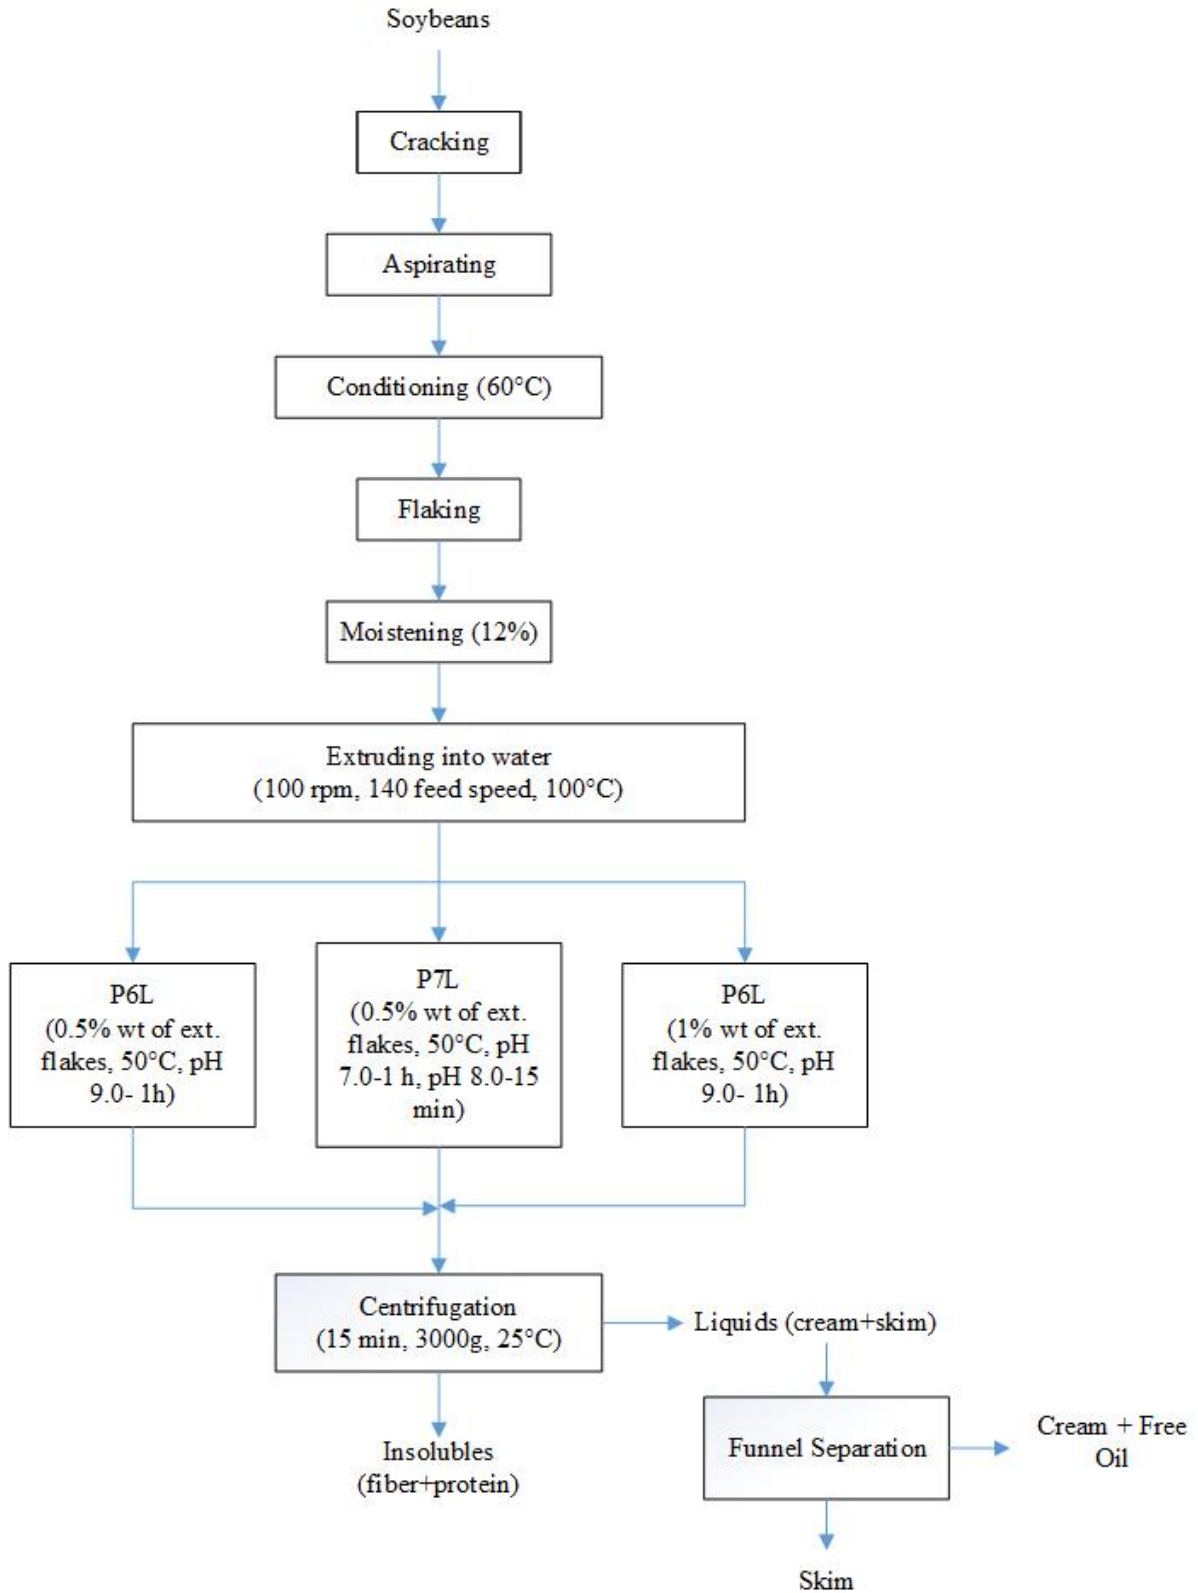 Soybeans
Cracking
Aspirating
Conditioning (60°C)
Flaking
Moistening (12%)
Extruding into water
(100 rpm, 140 feed speed, 100°C)
P6L
(0.5% wt of ext.
flakes, 50°C, pH
9.0- 1h)
P7L
(0.5% wt of ext.
flakes, 50°C, pH
7.0-1 h, pH 8.0-15
min)
P6L
(1% wt of ext.
flakes, 50°C, pH
9.0- 1h)
Centrifugation
(15 min, 3000g, 25°C)
Liquids (cream+skim)
Insolubles
(fiber+protein)
Funnel Separation
Cream + Free
Oil
Skim